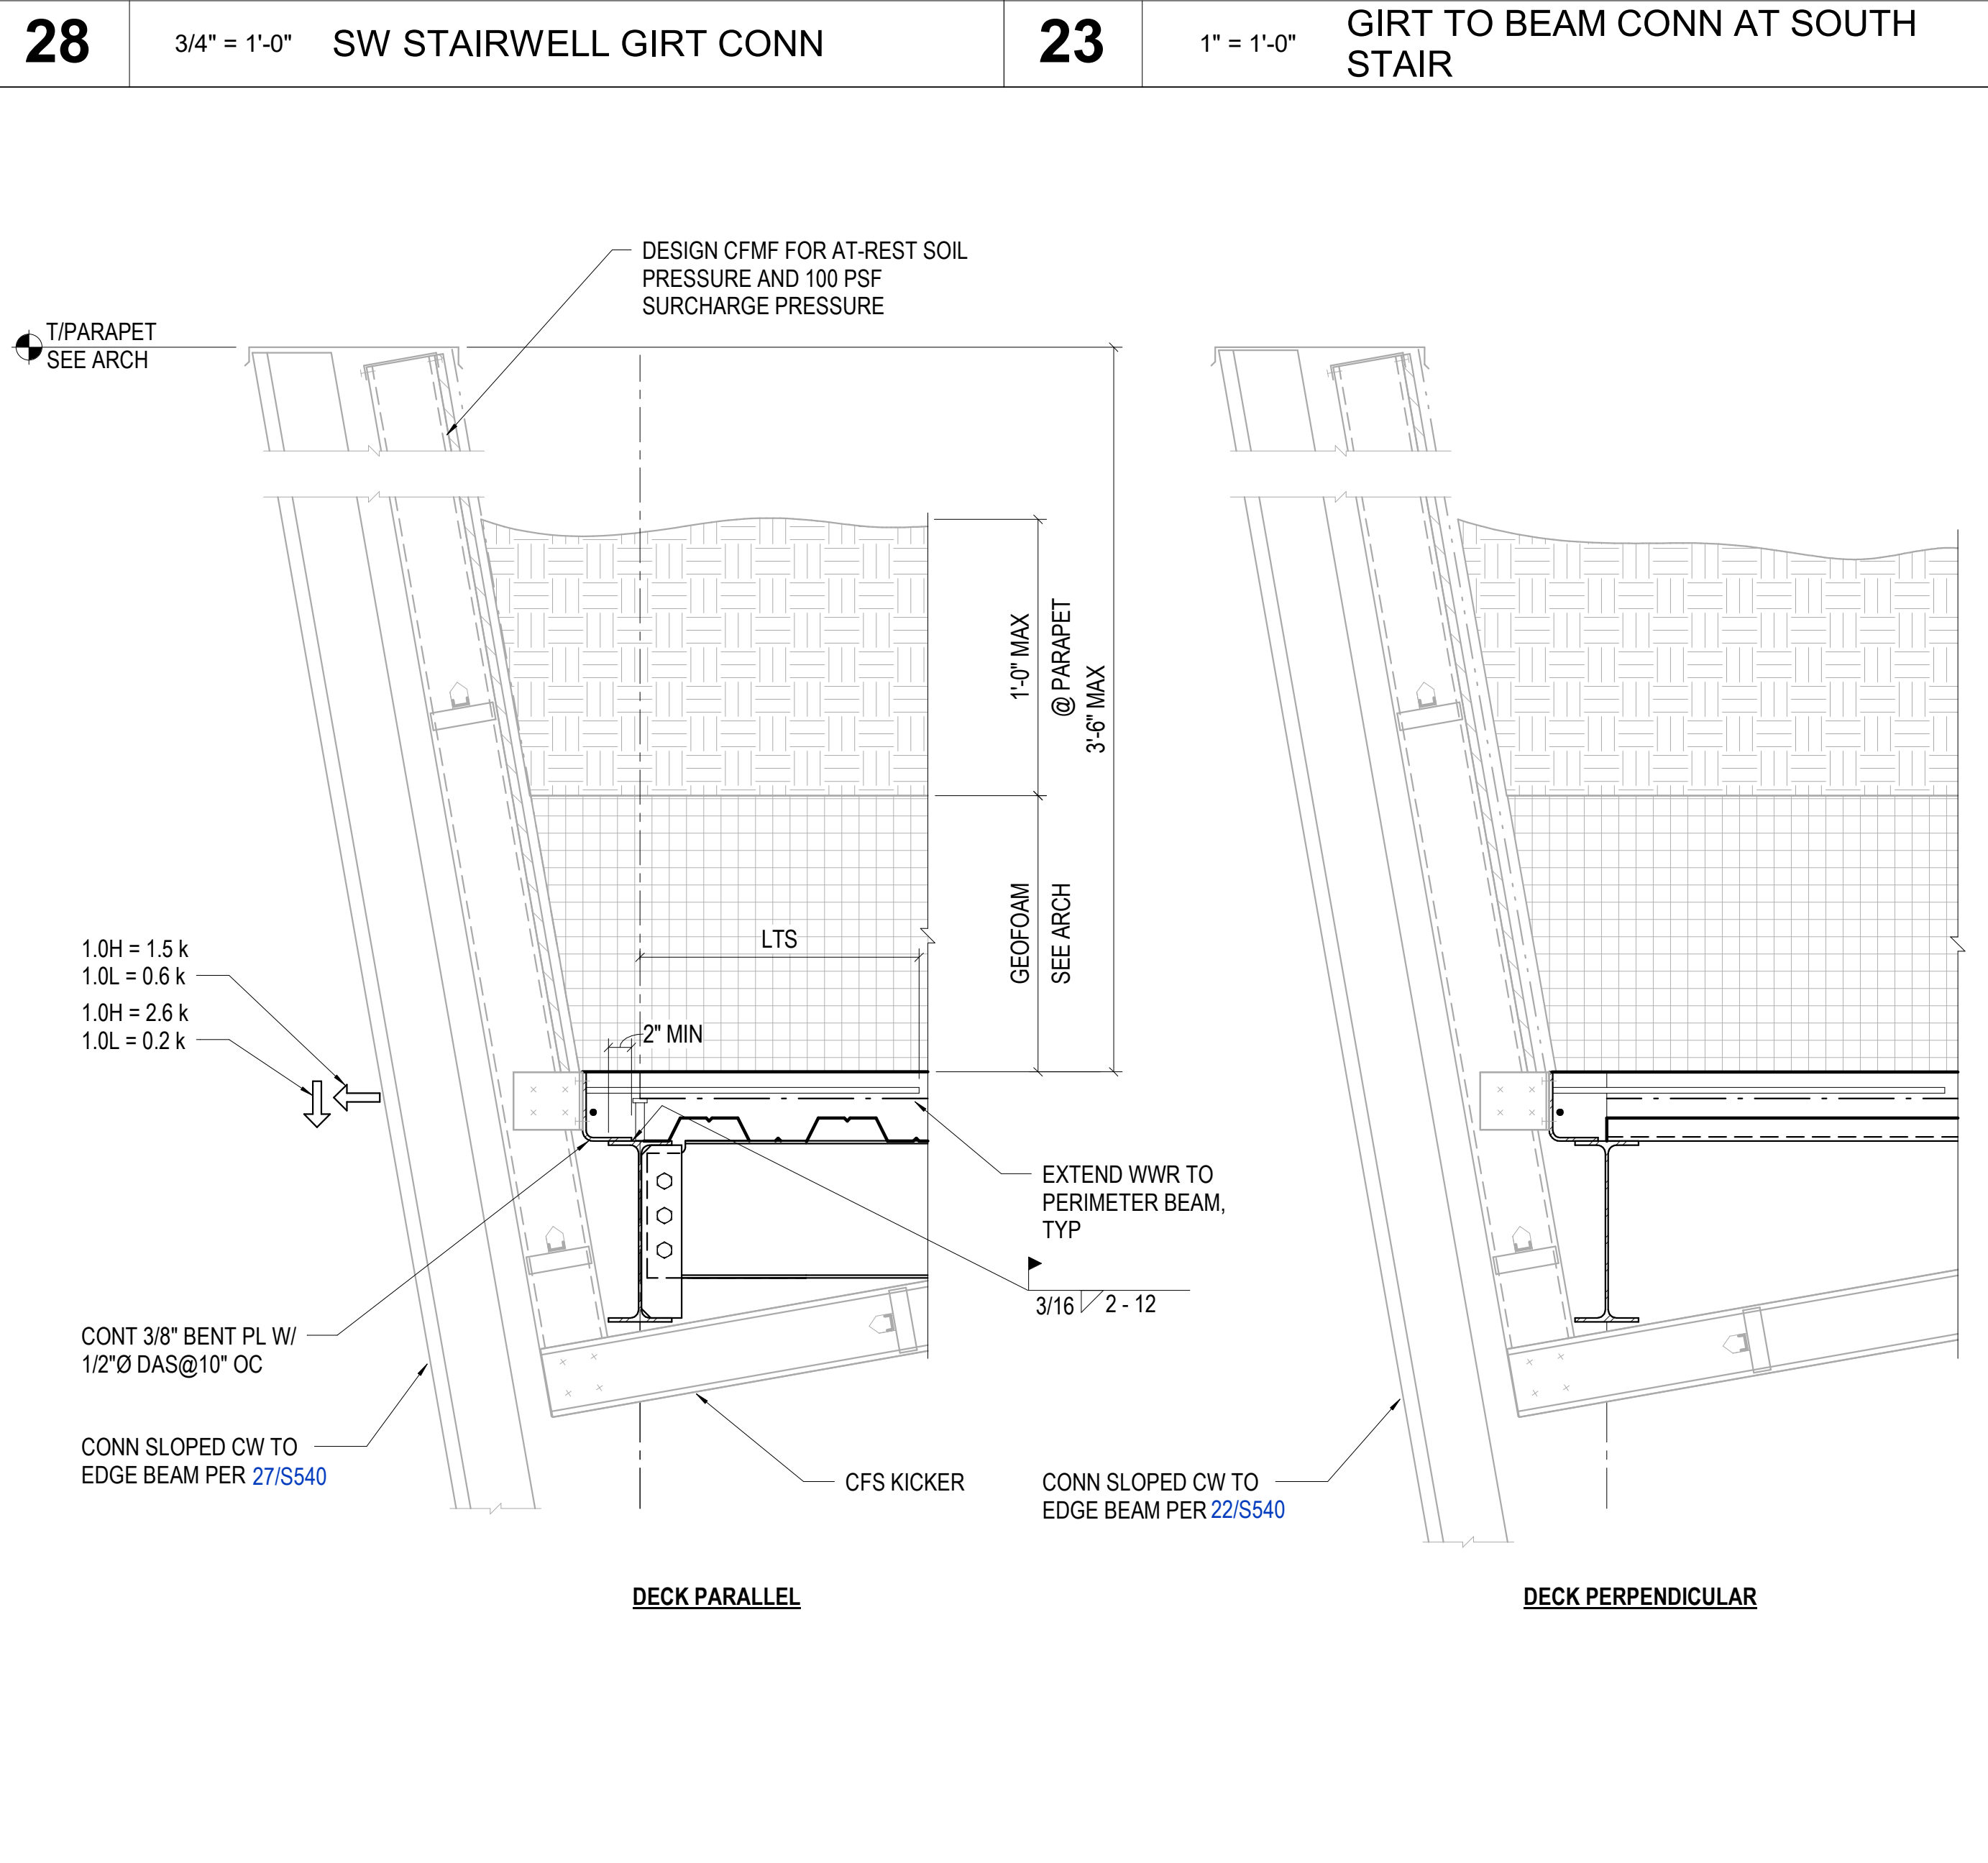 28
3/4" = 1'-0"
SW STAIRWELL GIRT CONN
23
1" = 1'-0"
GIRT TO BEAM CONN AT SOUTH
STAIR
DESIGN CFMF FOR AT-REST SOIL
PRESSURE AND 100 PSF
SURCHARGE PRESSURE
T/PARAPET
SEE ARCH
1'-0" MAX
@ PARAPET
3'-6" MAX
GEOFOAM
SEE ARCH
LTS
2" MIN
1.0H = 1.5 k
1.0L = 0.6 k
1.0H = 2.6 k
1.0L = 0.2 k
EXTEND WWR TO
PERIMETER BEAM,
TYP
3/16
2 - 12
CONT 3/8" BENT PL W/
1/2"Ø DAS@10" OC
CONN SLOPED CW TO
EDGE BEAM PER 27/S540
CFS KICKER
CONN SLOPED CW TO
EDGE BEAM PER 22/S540
DECK PARALLEL
DECK PERPENDICULAR